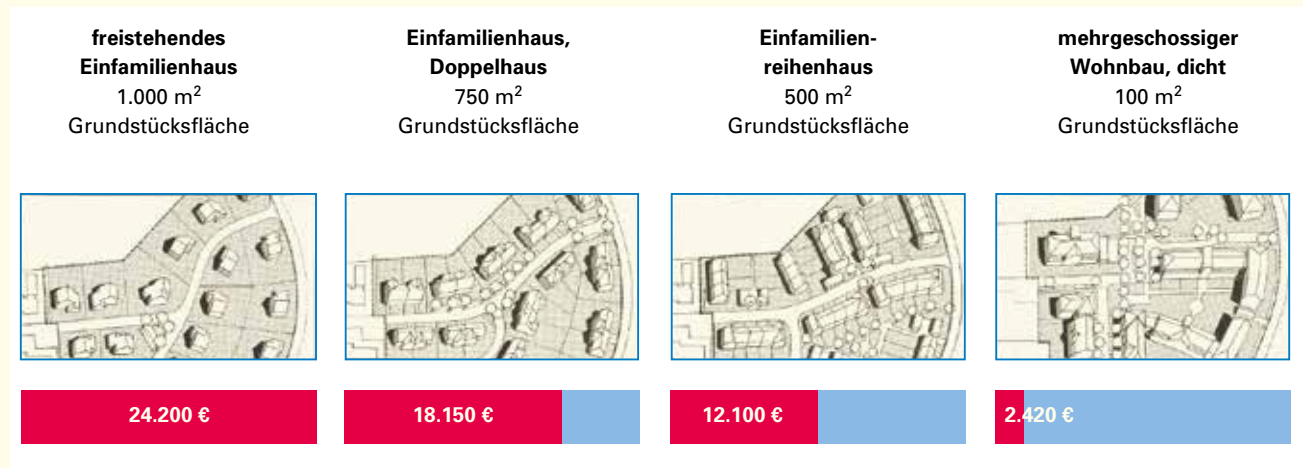 freistehendes
Einfamilienhaus
1.000 m²
Grundstücksfläche
Einfamilienhaus,
Doppelhaus
750 m²
Grundstücksfläche
Einfamilien-
reihenhaus
500 m²
Grundstücksfläche
mehrgeschossiger
Wohnbau, dicht
100 m²
Grundstücksfläche
24.200 €
18.150 €
12.100 €
2.420 €